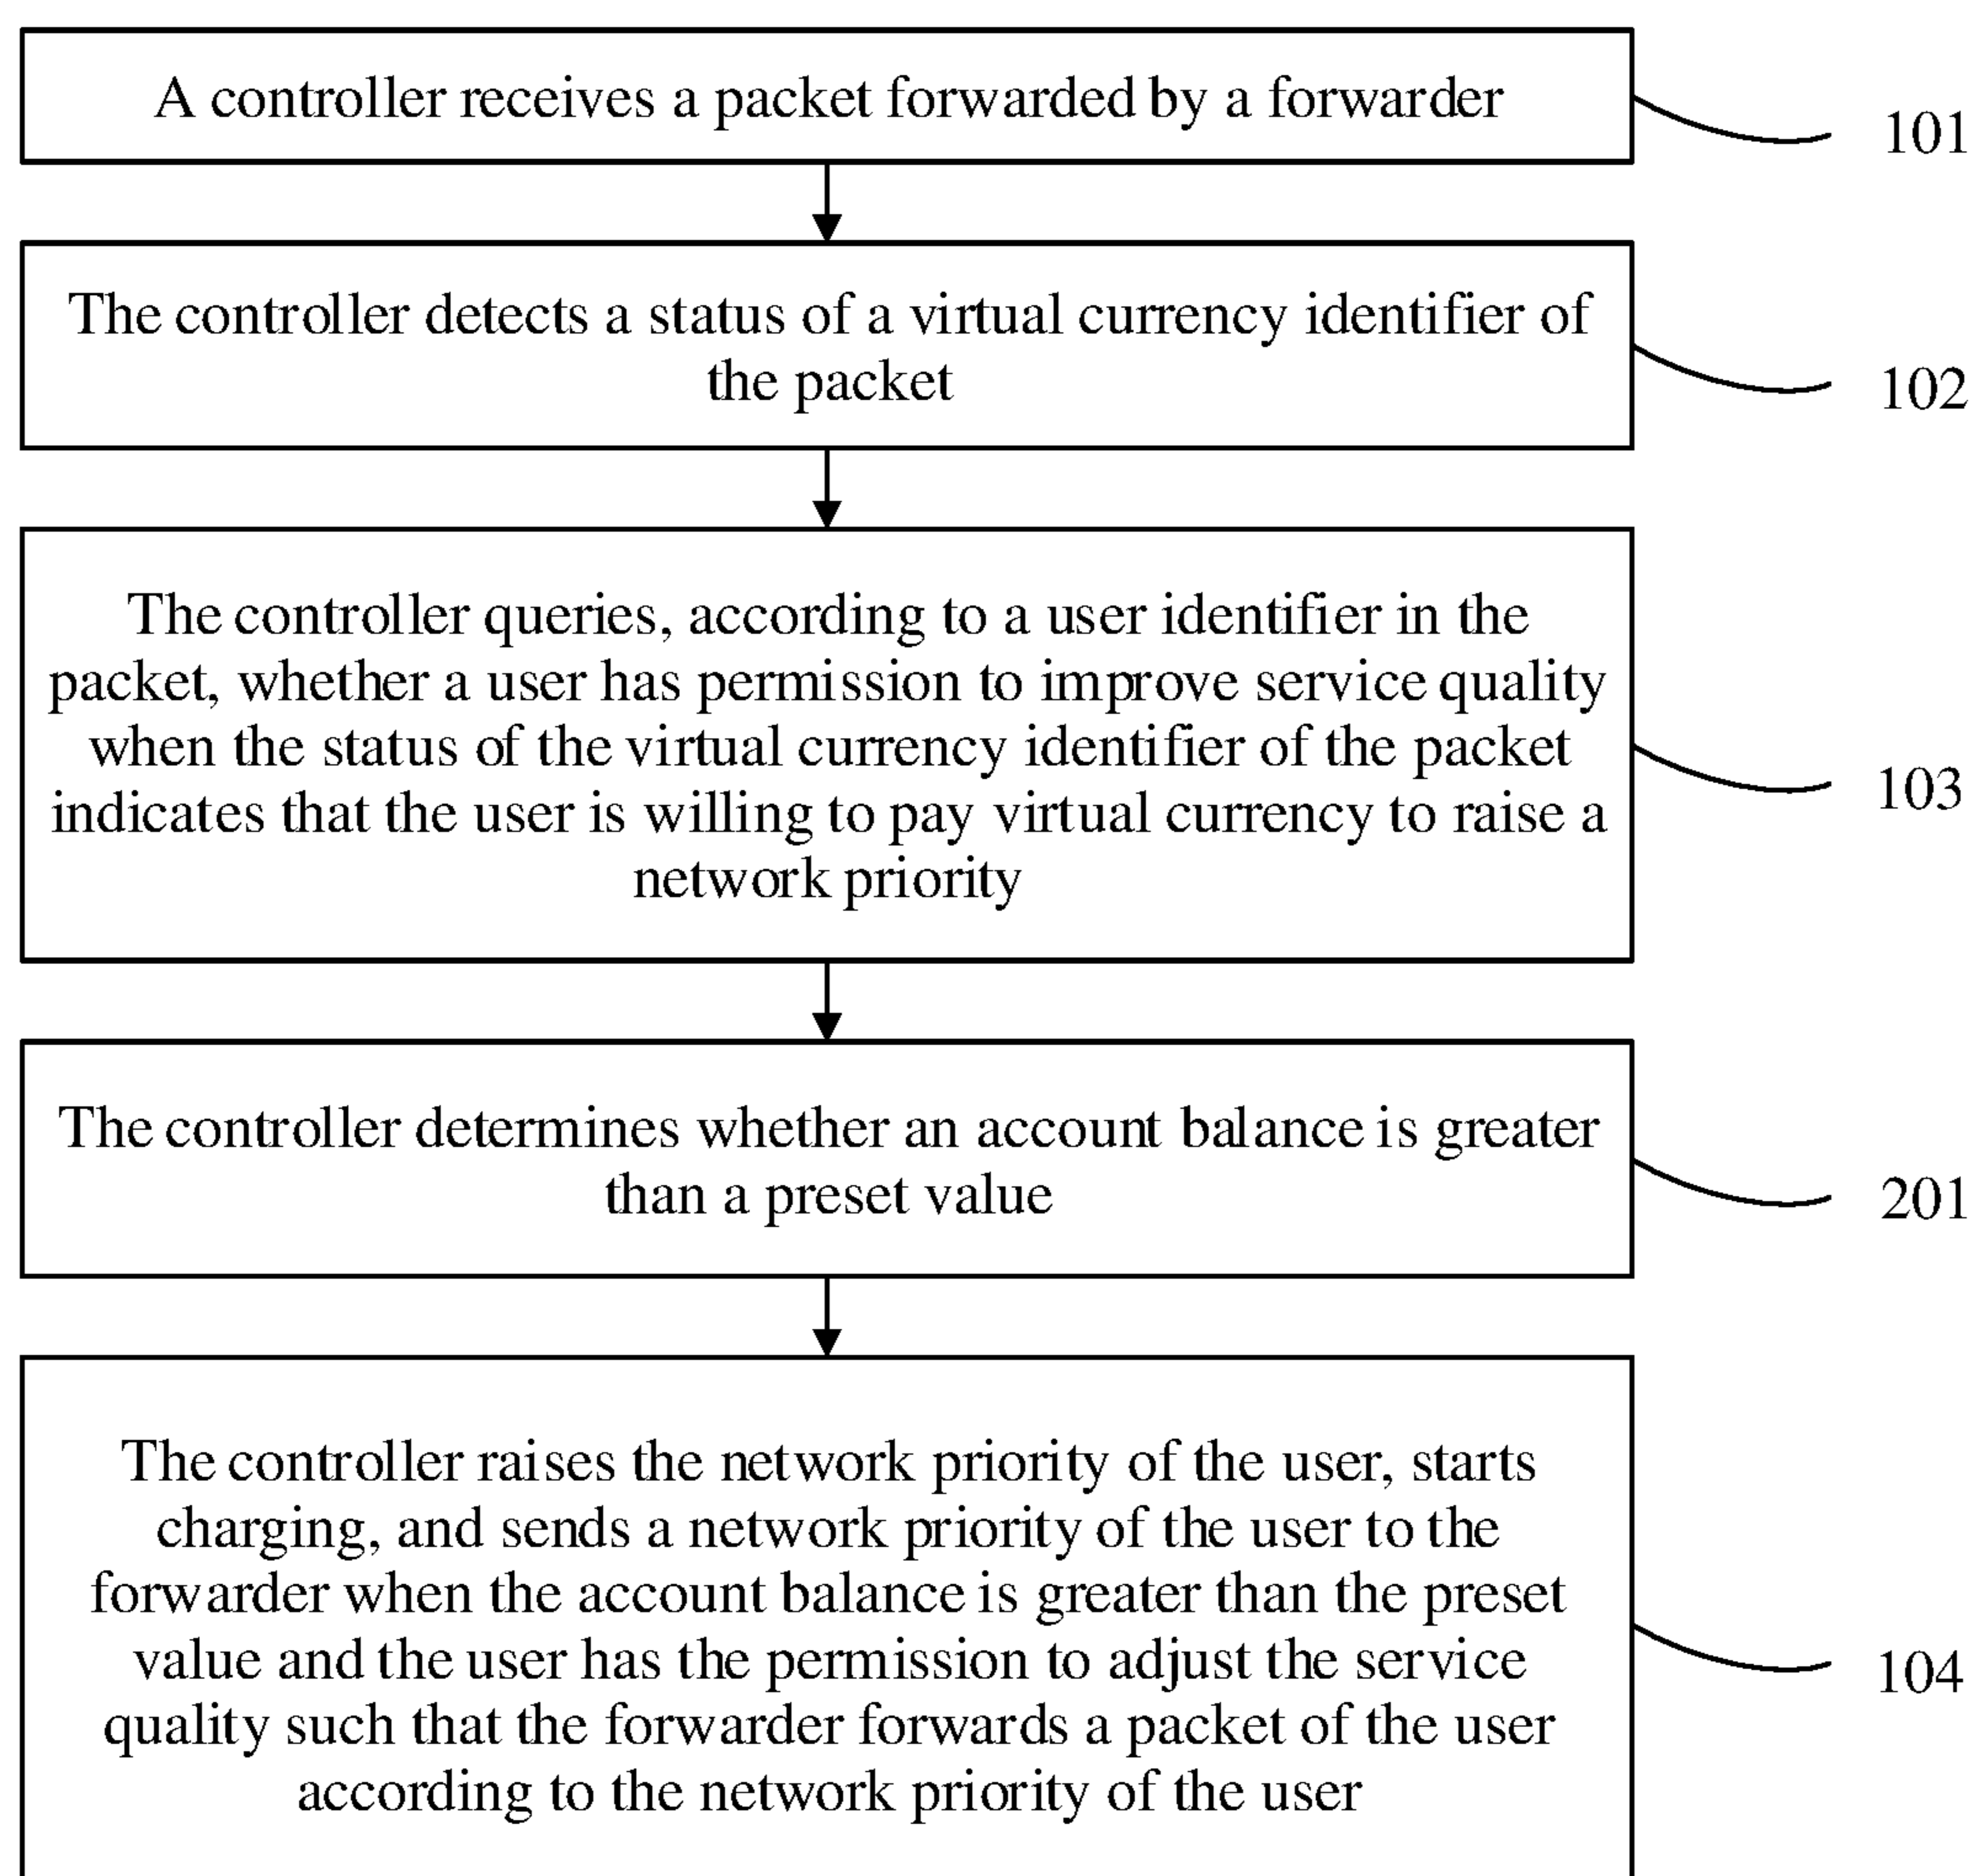 A controller receives a packet forwarded by a forwarder
101
The controller detects a status of a virtual currency identifier of
the packet
102
The controller queries, according to a user identifier in the
packet, whether a user has permission to improve service quality
when the status of the virtual currency identifier of the packet
indicates that the user is willing to pay virtual currency to raise a
network priority
103
The controller determines whether an account balance is greater
than a preset value
201
The controller raises the network priority of the user, starts
charging, and sends a network priority of the user to the
forwarder when the account balance is greater than the preset
value and the user has the permission to adjust the service
quality such that the forwarder forwards a packet of the user
according to the network priority of the user
104